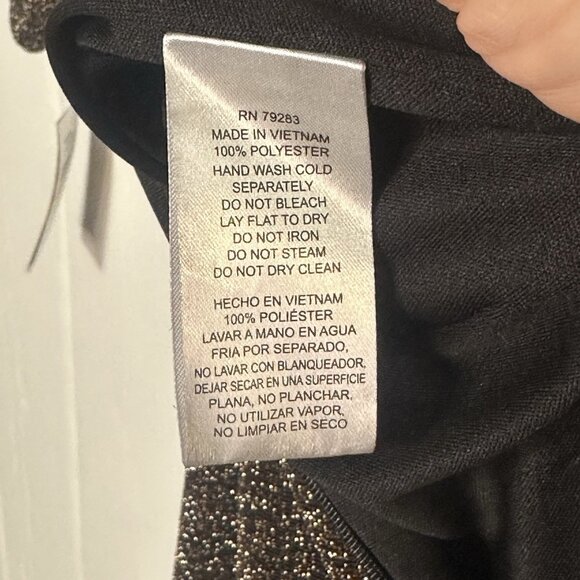 RN 79283
MADE IN VIETNAM
100% POLYESTER
HAND WASH COLD
SEPARATELY
DO NOT BLEACH
LAY FLAT TO DRY
DO NOT IRON
DO NOT STEAM
DO NOT DRY CLEAN
HECHO EN VIETNAM
100% POLIÉSTER
LAVAR A MANO EN AGUA
FRIA POR SEPARADO,
NO LAVAR CON BLANQUEADOR,
DEJAR SECAR EN UNA SUPERFICIE
PLANA, NO PLANCHAR,
NO UTILIZAR VAPOR,
NO LIMPIAR EN SECO